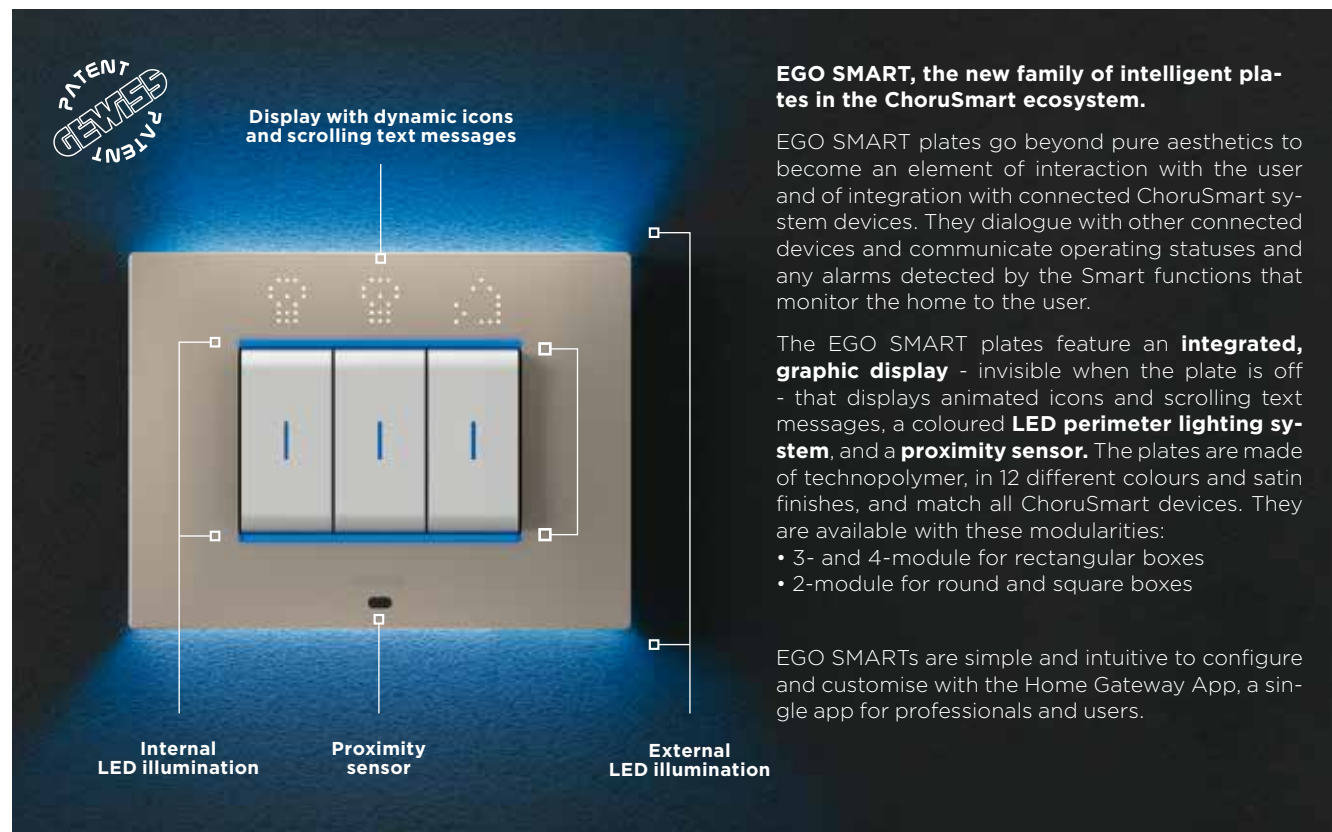 PATENT
GEWISS
PATENT
Display with dynamic icons
and scrolling text messages
Internal
LED illumination
Proximity
sensor
External
LED illumination
EGO SMART, the new family of intelligent pla-
tes in the ChoruSmart ecosystem.
EGO SMART plates go beyond pure aesthetics to
become an element of interaction with the user
and of integration with connected ChoruSmart sy-
stem devices. They dialogue with other connected
devices and communicate operating statuses and
any alarms detected by the Smart functions that
monitor the home to the user.
The EGO SMART plates feature an integrated,
graphic display - invisible when the plate is off
- that displays animated icons and scrolling text
messages, a coloured LED perimeter lighting sy-
stem, and a proximity sensor. The plates are made
of technopolymer, in 12 different colours and satin
finishes, and match all ChoruSmart devices. They
are available with these modularities:
• 3- and 4-module for rectangular boxes
• 2-module for round and square boxes
EGO SMARTs are simple and intuitive to configure
and customise with the Home Gateway App, a sin-
gle app for professionals and users.